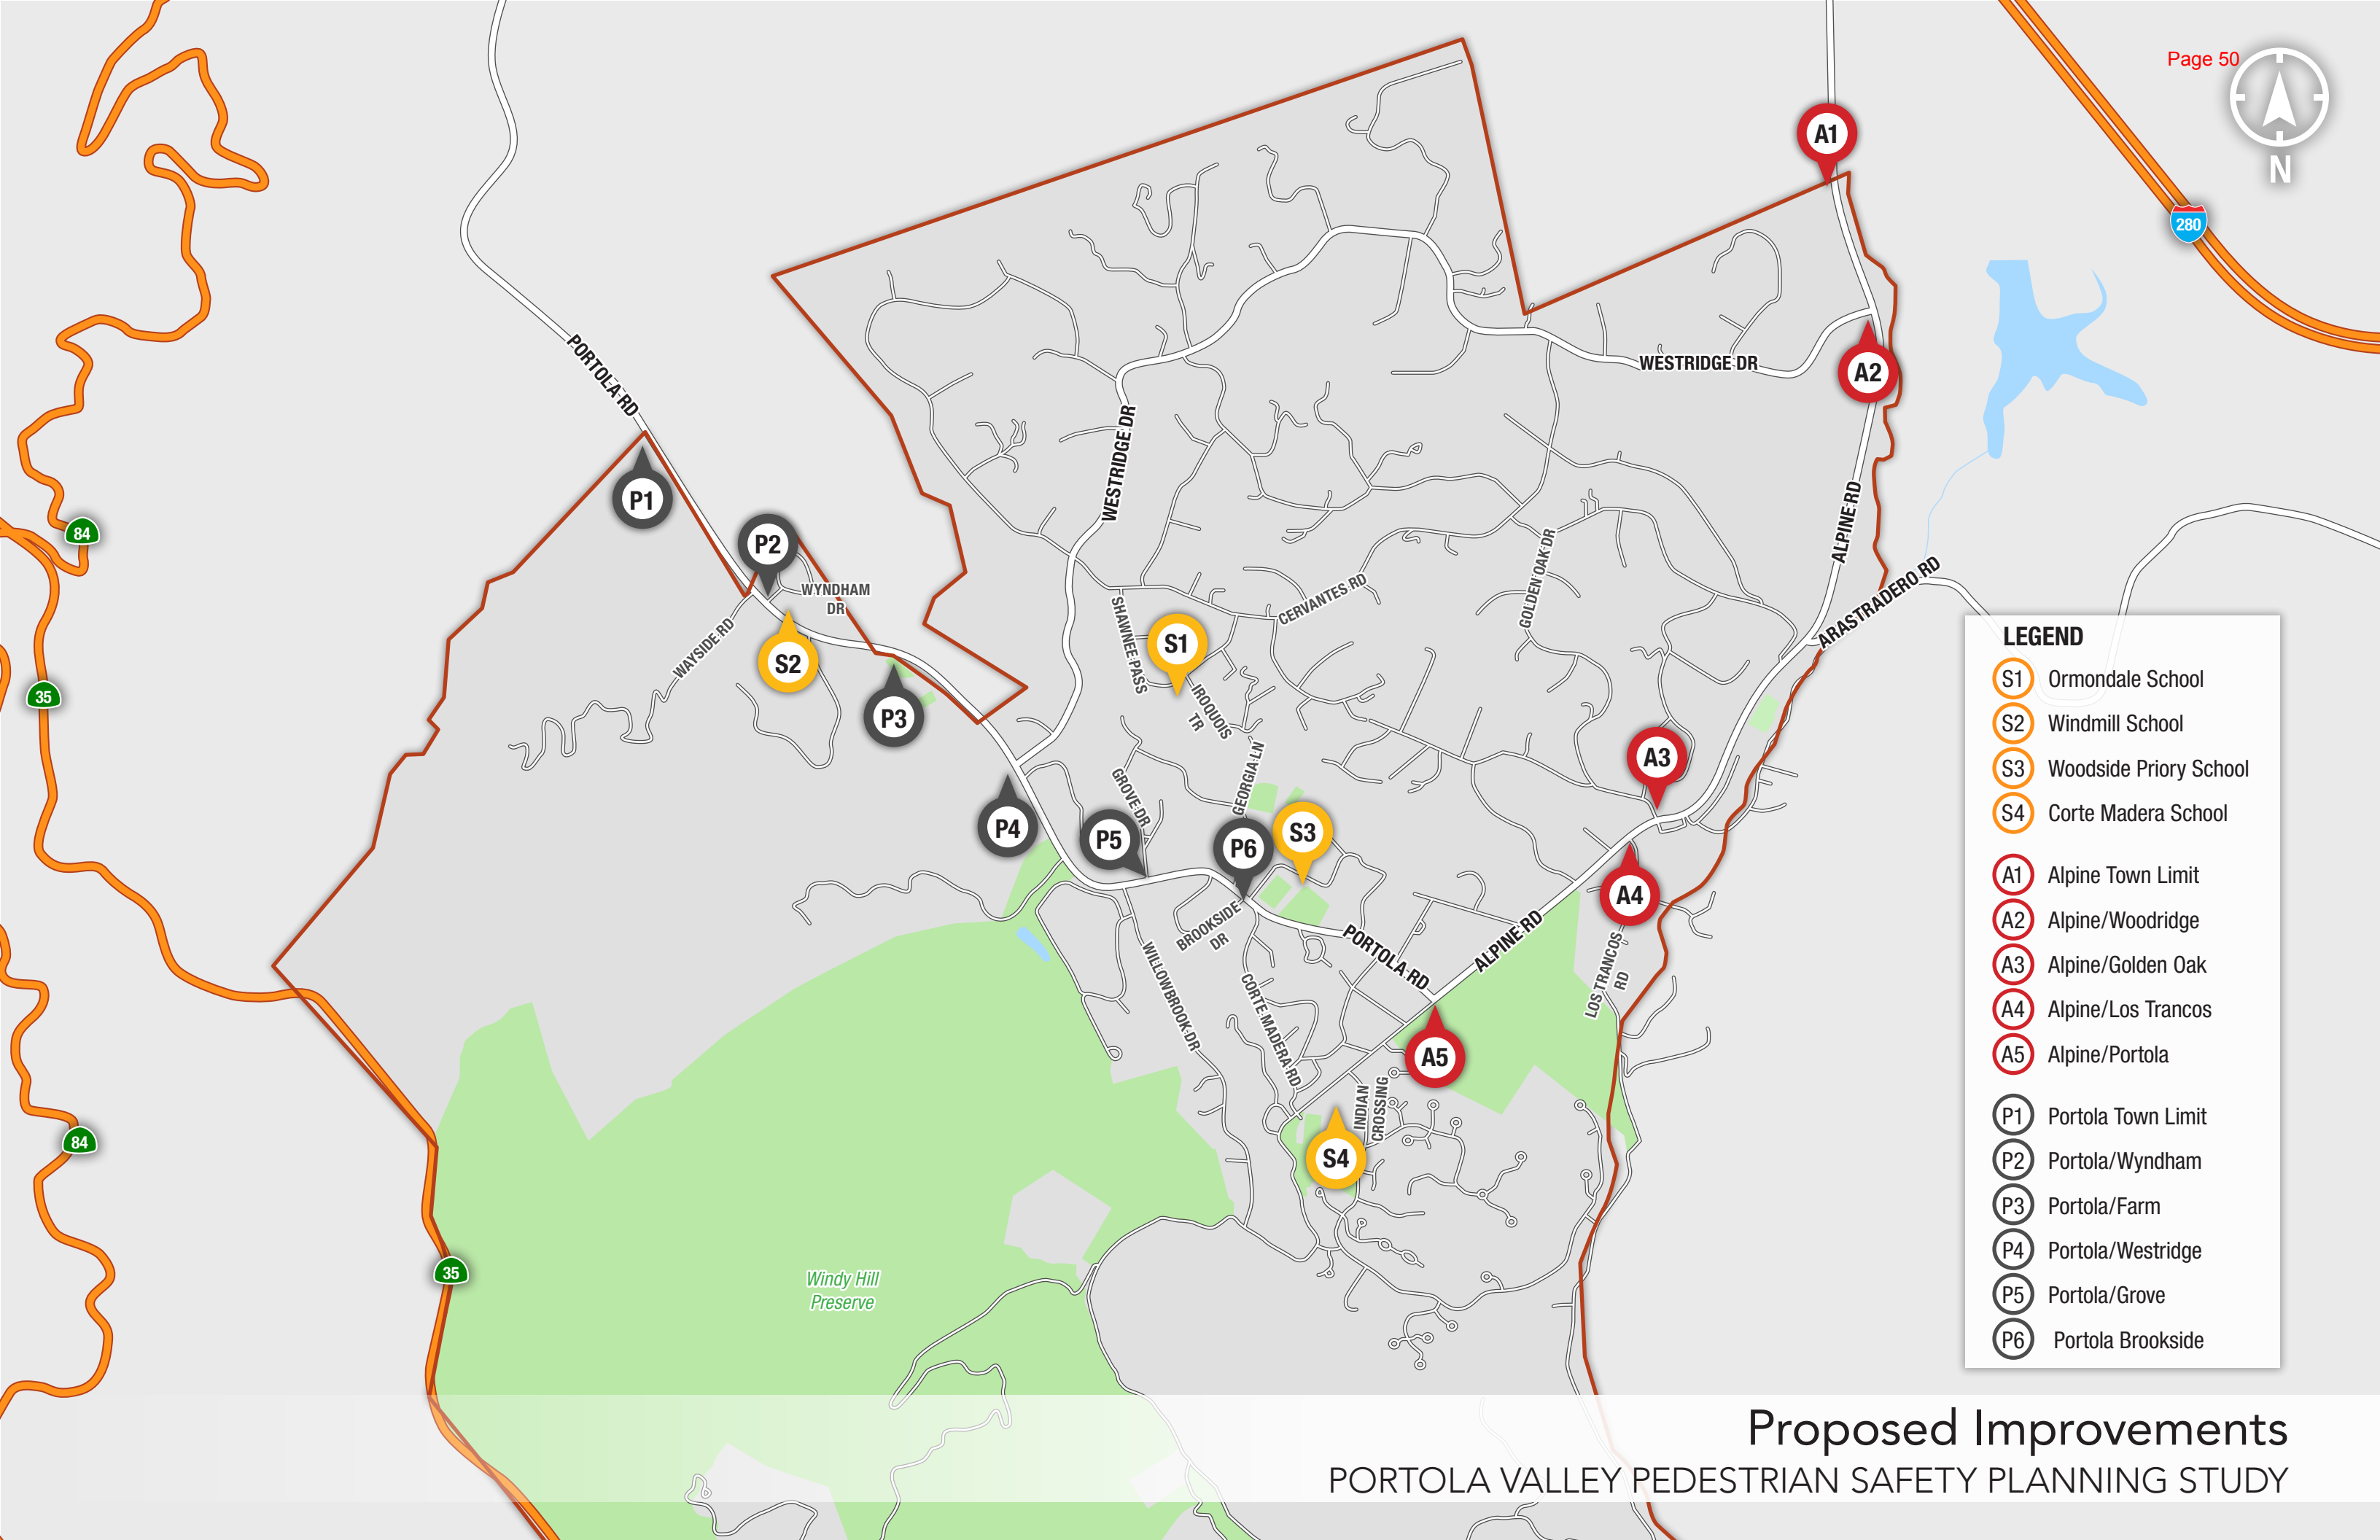 Page 50
N
A1
280
PORTOLA RD
WESTRIDGE DR
A2
WESTRIDGE DR
P1
ALPINE RD
84
P2
GOLDEN OAK DR
WYNDHAM
DR
CERVANTES RD
ARASTRADERO RD
SHAWNEE PASS
WAYSIDE RD
S2
S1
35
P3
IROQUOIS
TR
A3
GEORGIA LN
GROVE DR
P4
P5
P6
S3
A4
BROOKSIDE
DR
PORTOLA RD
ALPINE RD
WILLOWBROOK DR
CORTE MADERA RD
LOS TRANCOS
RD
A5
INDIAN
CROSSING
84
S4
35
Windy Hill
Preserve
LEGEND
S1 Ormondale School
S2 Windmill School
S3 Woodside Priory School
S4 Corte Madera School
A1 Alpine Town Limit
A2 Alpine/Woodridge
A3 Alpine/Golden Oak
A4 Alpine/Los Trancos
A5 Alpine/Portola
P1 Portola Town Limit
P2 Portola/Wyndham
P3 Portola/Farm
P4 Portola/Westridge
P5 Portola/Grove
P6 Portola Brookside
Proposed Improvements
PORTOLA VALLEY PEDESTRIAN SAFETY PLANNING STUDY